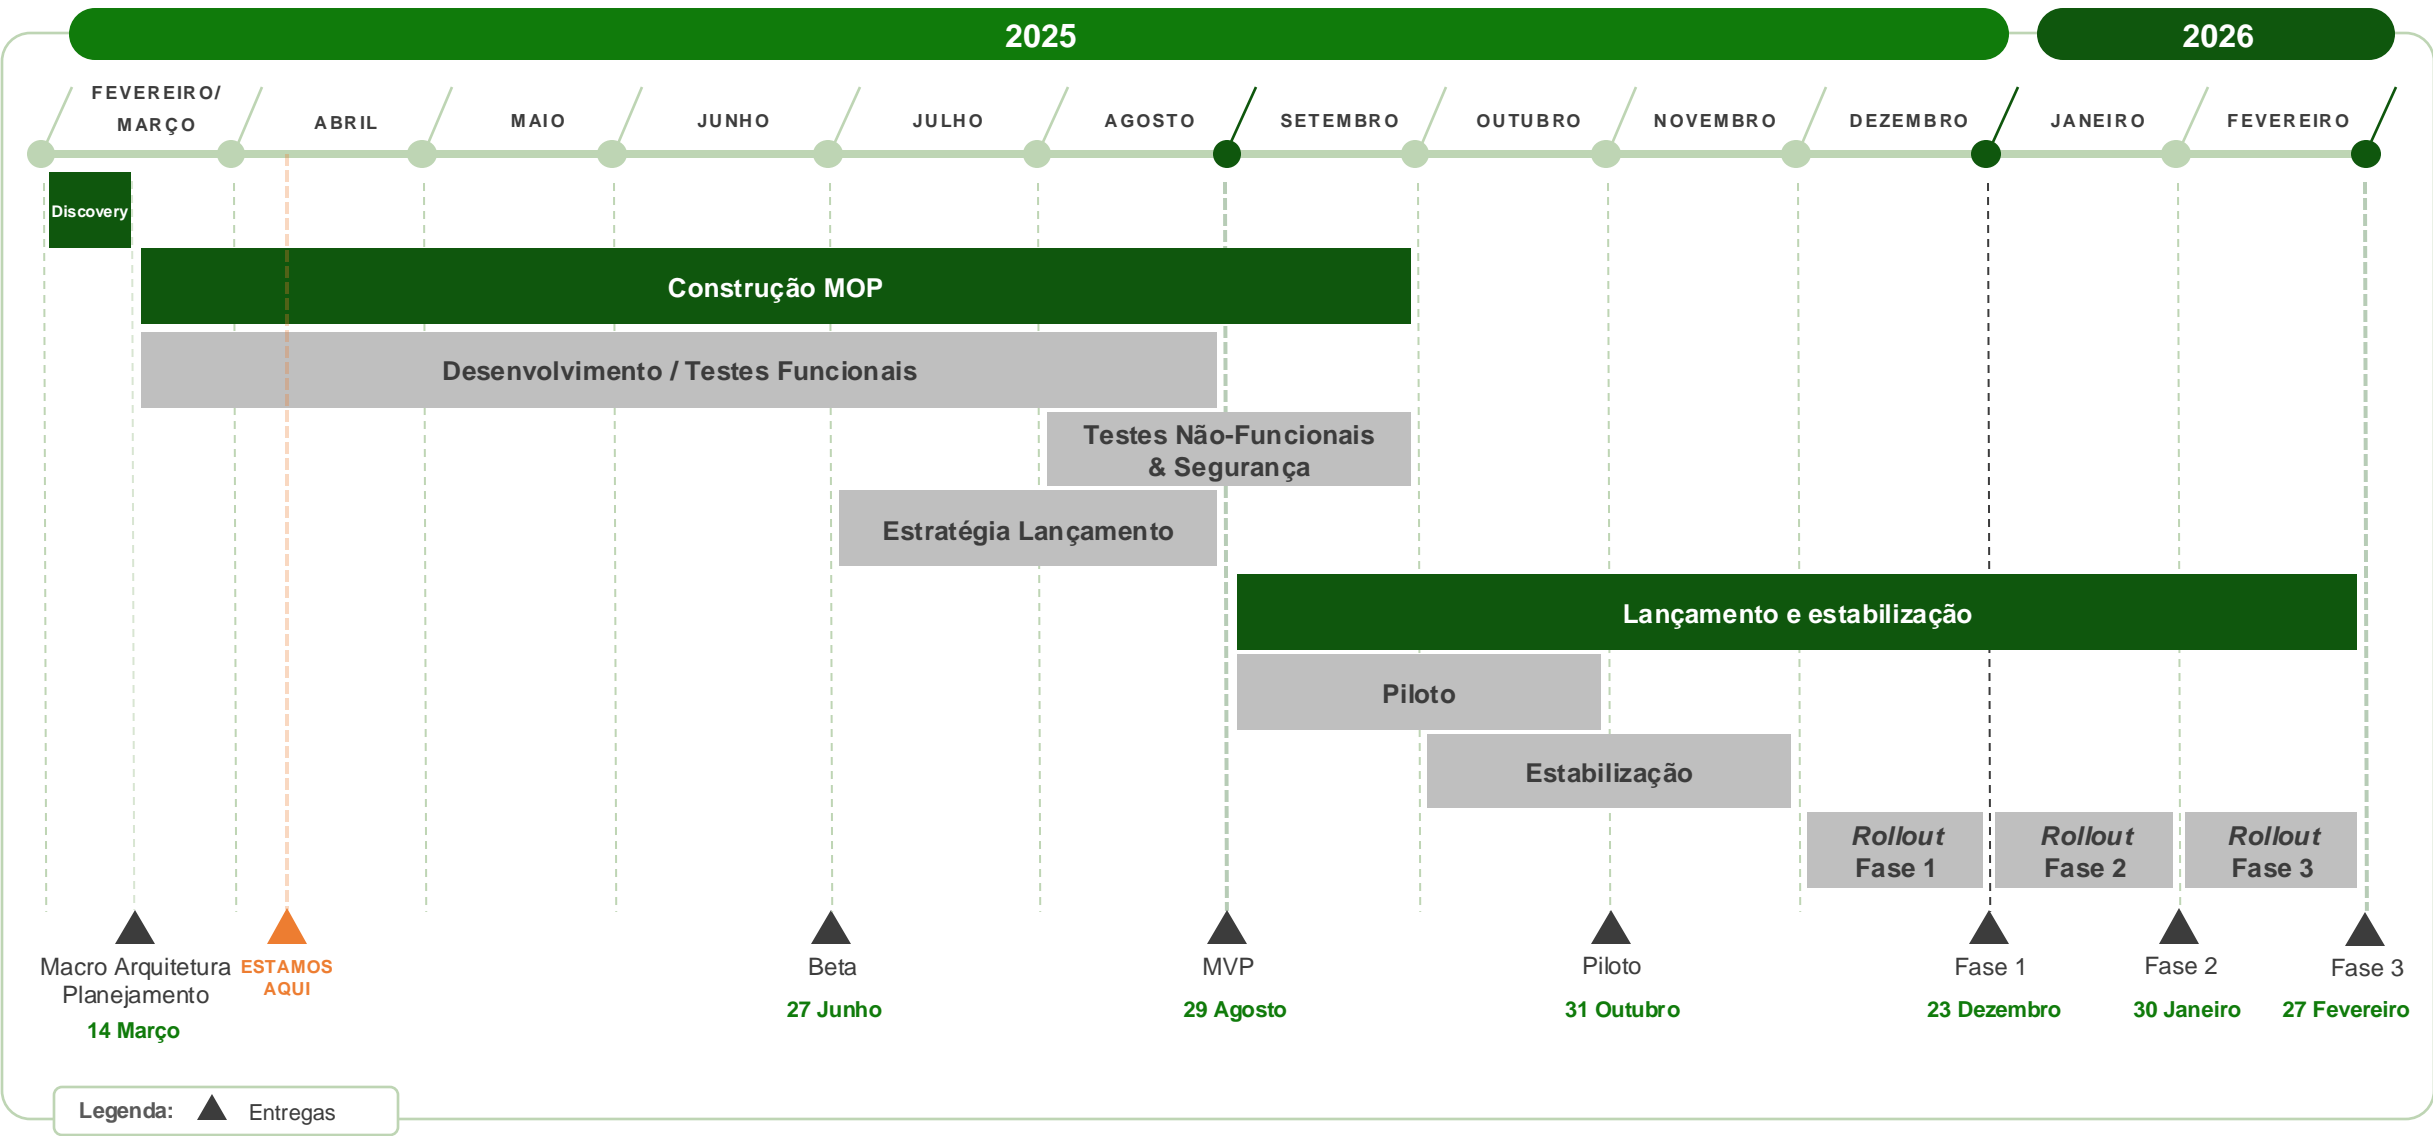 2025
2026
FEVEREIRO/
MARÇO
ABRIL
MAIO
JUNHO
JULHO
AGOSTO
SETEMBRO
OUTUBRO
NOVEMBRO
DEZEMBRO
JANEIRO
FEVEREIRO
Discovery
Construção MOP
Desenvolvimento / Testes Funcionais
Testes Não-Funcionais
& Segurança
Estratégia Lançamento
Lançamento e estabilização
Piloto
Estabilização
Rollout
Fase 1
Rollout
Fase 2
Rollout
Fase 3
Macro Arquitetura
Planejamento
14 Março
ESTAMOS
AQUI
Beta
27 Junho
MVP
29 Agosto
Piloto
31 Outubro
Fase 1
23 Dezembro
Fase 2
30 Janeiro
Fase 3
27 Fevereiro
Legenda:
Entregas